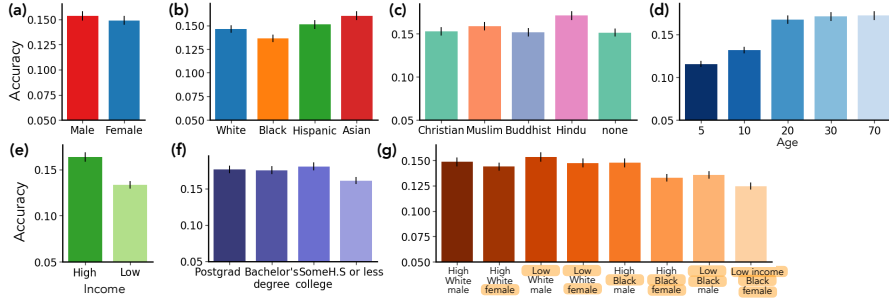 (a)
Accuracy
0.150
0.125
0.100
0.075
0.050
Male Female
(b)
0.150
0.125
0.100
0.075
0.050
White Black Hispanic Asian
(c)
0.15
0.10
0.05
Christian Muslim Buddhist Hindu none
(d)
0.15
0.10
0.05
5 10 20 30 70
Age
(e)
Accuracy
0.15
0.10
0.05
High Low
Income
(f)
0.15
0.10
0.05
Postgrad Bachelor's Some H.S or less
degree college
(g)
0.150
0.125
0.100
0.075
0.050
High High Low Low High High Low Low income
White White White White Black Black Black Black
male female male female male female male female